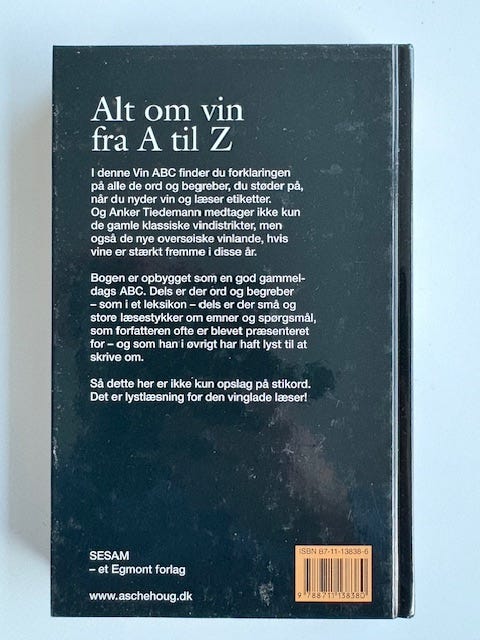 Alt om vin
fra A til Z
I denne Vin ABC finder du forklaringen
på alle de ord og begreber, du støder på,
når du nyder vin og læser etiketter.
Og Anker Tiedemann medtager ikke kun
de gamle klassiske vindistrikter, men
også de nye oversøiske vinlande, hvis
vine er stærkt fremme i disse år.
Bogen er opbygget som en god gammel-
dags ABC. Dels er der ord og begreber
– som i et leksikon – dels er der små og
store læsestykker om emner og spørgsmål,
som forfatteren ofte er blevet præsenteret
for – og som han i øvrigt har haft lyst til at
skrive om.
Så dette her er ikke kun opslag på stikord.
Det er lystlæsning for den vinglade læser!
SESAM
– et Egmont forlag
www.aschehoug.dk
ISBN 87-11-13838-6
9 788711 138380